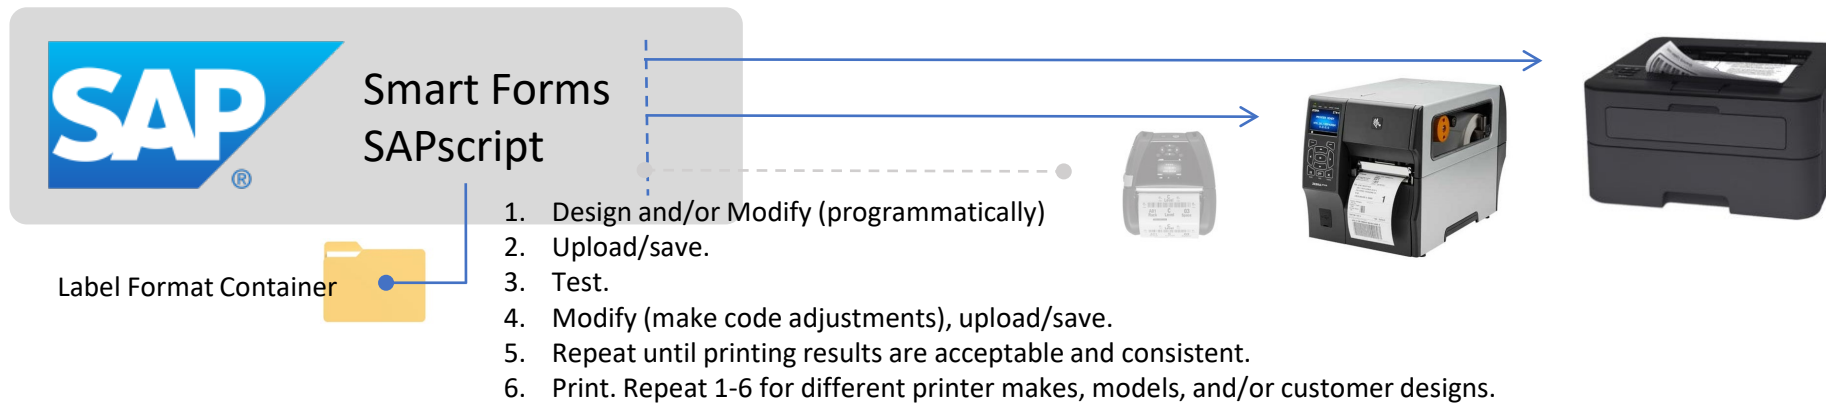 SAP
®
Smart Forms
SAPscript
Label Format Container
1. Design and/or Modify (programmatically)
2. Upload/save.
3. Test.
4. Modify (make code adjustments), upload/save.
5. Repeat until printing results are acceptable and consistent.
6. Print. Repeat 1-6 for different printer makes, models, and/or customer designs.